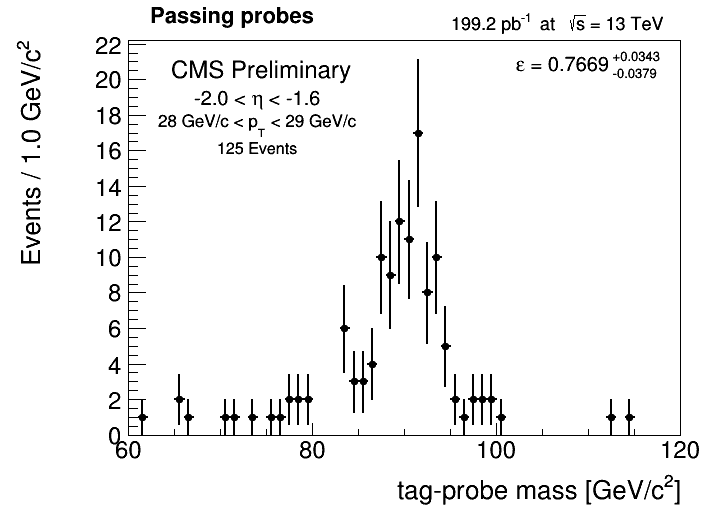 Passing probes
199.2 pb⁻¹ at √s = 13 TeV
CMS Preliminary
ε = 0.7669 +0.0343 -0.0379
-2.0 < η < -1.6
28 GeV/c < p_T < 29 GeV/c
125 Events
Events / 1.0 GeV/c²
22
20
18
16
14
12
10
8
6
4
2
0
60 80 100 120
tag-probe mass [GeV/c²]